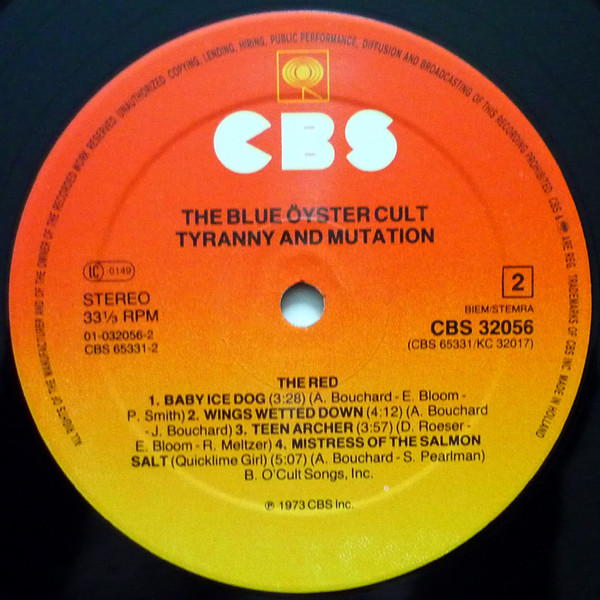 ALL RIGHTS OF THE MANUFACTURER AND OF THE OWNER OF THE RECORDED WORK RESERVED UNAUTHORIZED COPYING, LENDING, HIRING, PUBLIC PERFORMANCE, DIFFUSION AND BROADCASTING OF THIS RECORDING PROHIBITED. CBS & ARE REG. TRADEMARKS OF CBS INC. MADE IN HOLLAND
CBS
THE BLUE ÖYSTER CULT
TYRANNY AND MUTATION
LC 0149
STEREO
33⅓ RPM
01-032056-2
CBS 65331-2
2
BIEM/STEMRA
CBS 32056
(CBS 65331/KC 32017)
THE RED
1. BABY ICE DOG (3:28) (A. Bouchard - E. Bloom -
P. Smith) 2. WINGS WETTED DOWN (4:12) (A. Bouchard
- J. Bouchard) 3. TEEN ARCHER (3:57) (D. Roeser -
E. Bloom - R. Meltzer) 4. MISTRESS OF THE SALMON
SALT (Quicklime Girl) (5:07) (A. Bouchard - S. Pearlman)
B. O'Cult Songs, Inc.
℗ 1973 CBS Inc.